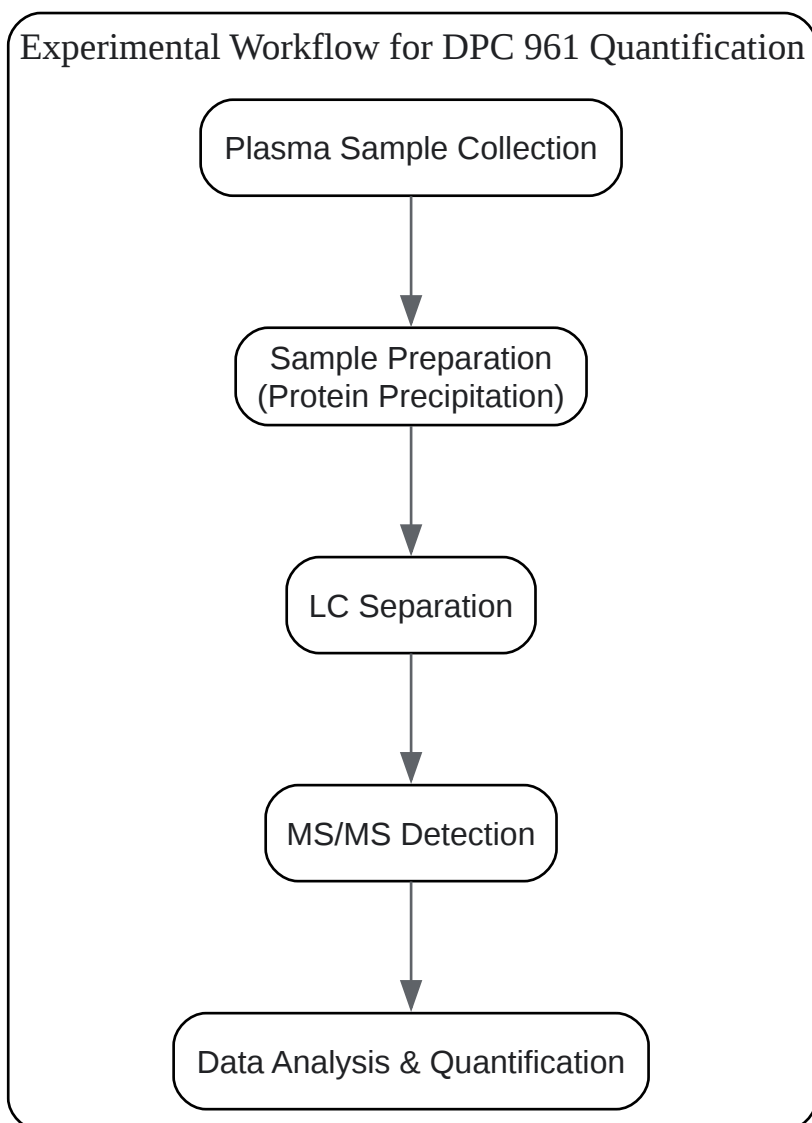 Experimental Workflow for DPC 961 Quantification
Plasma Sample Collection
Sample Preparation
(Protein Precipitation)
LC Separation
MS/MS Detection
Data Analysis & Quantification